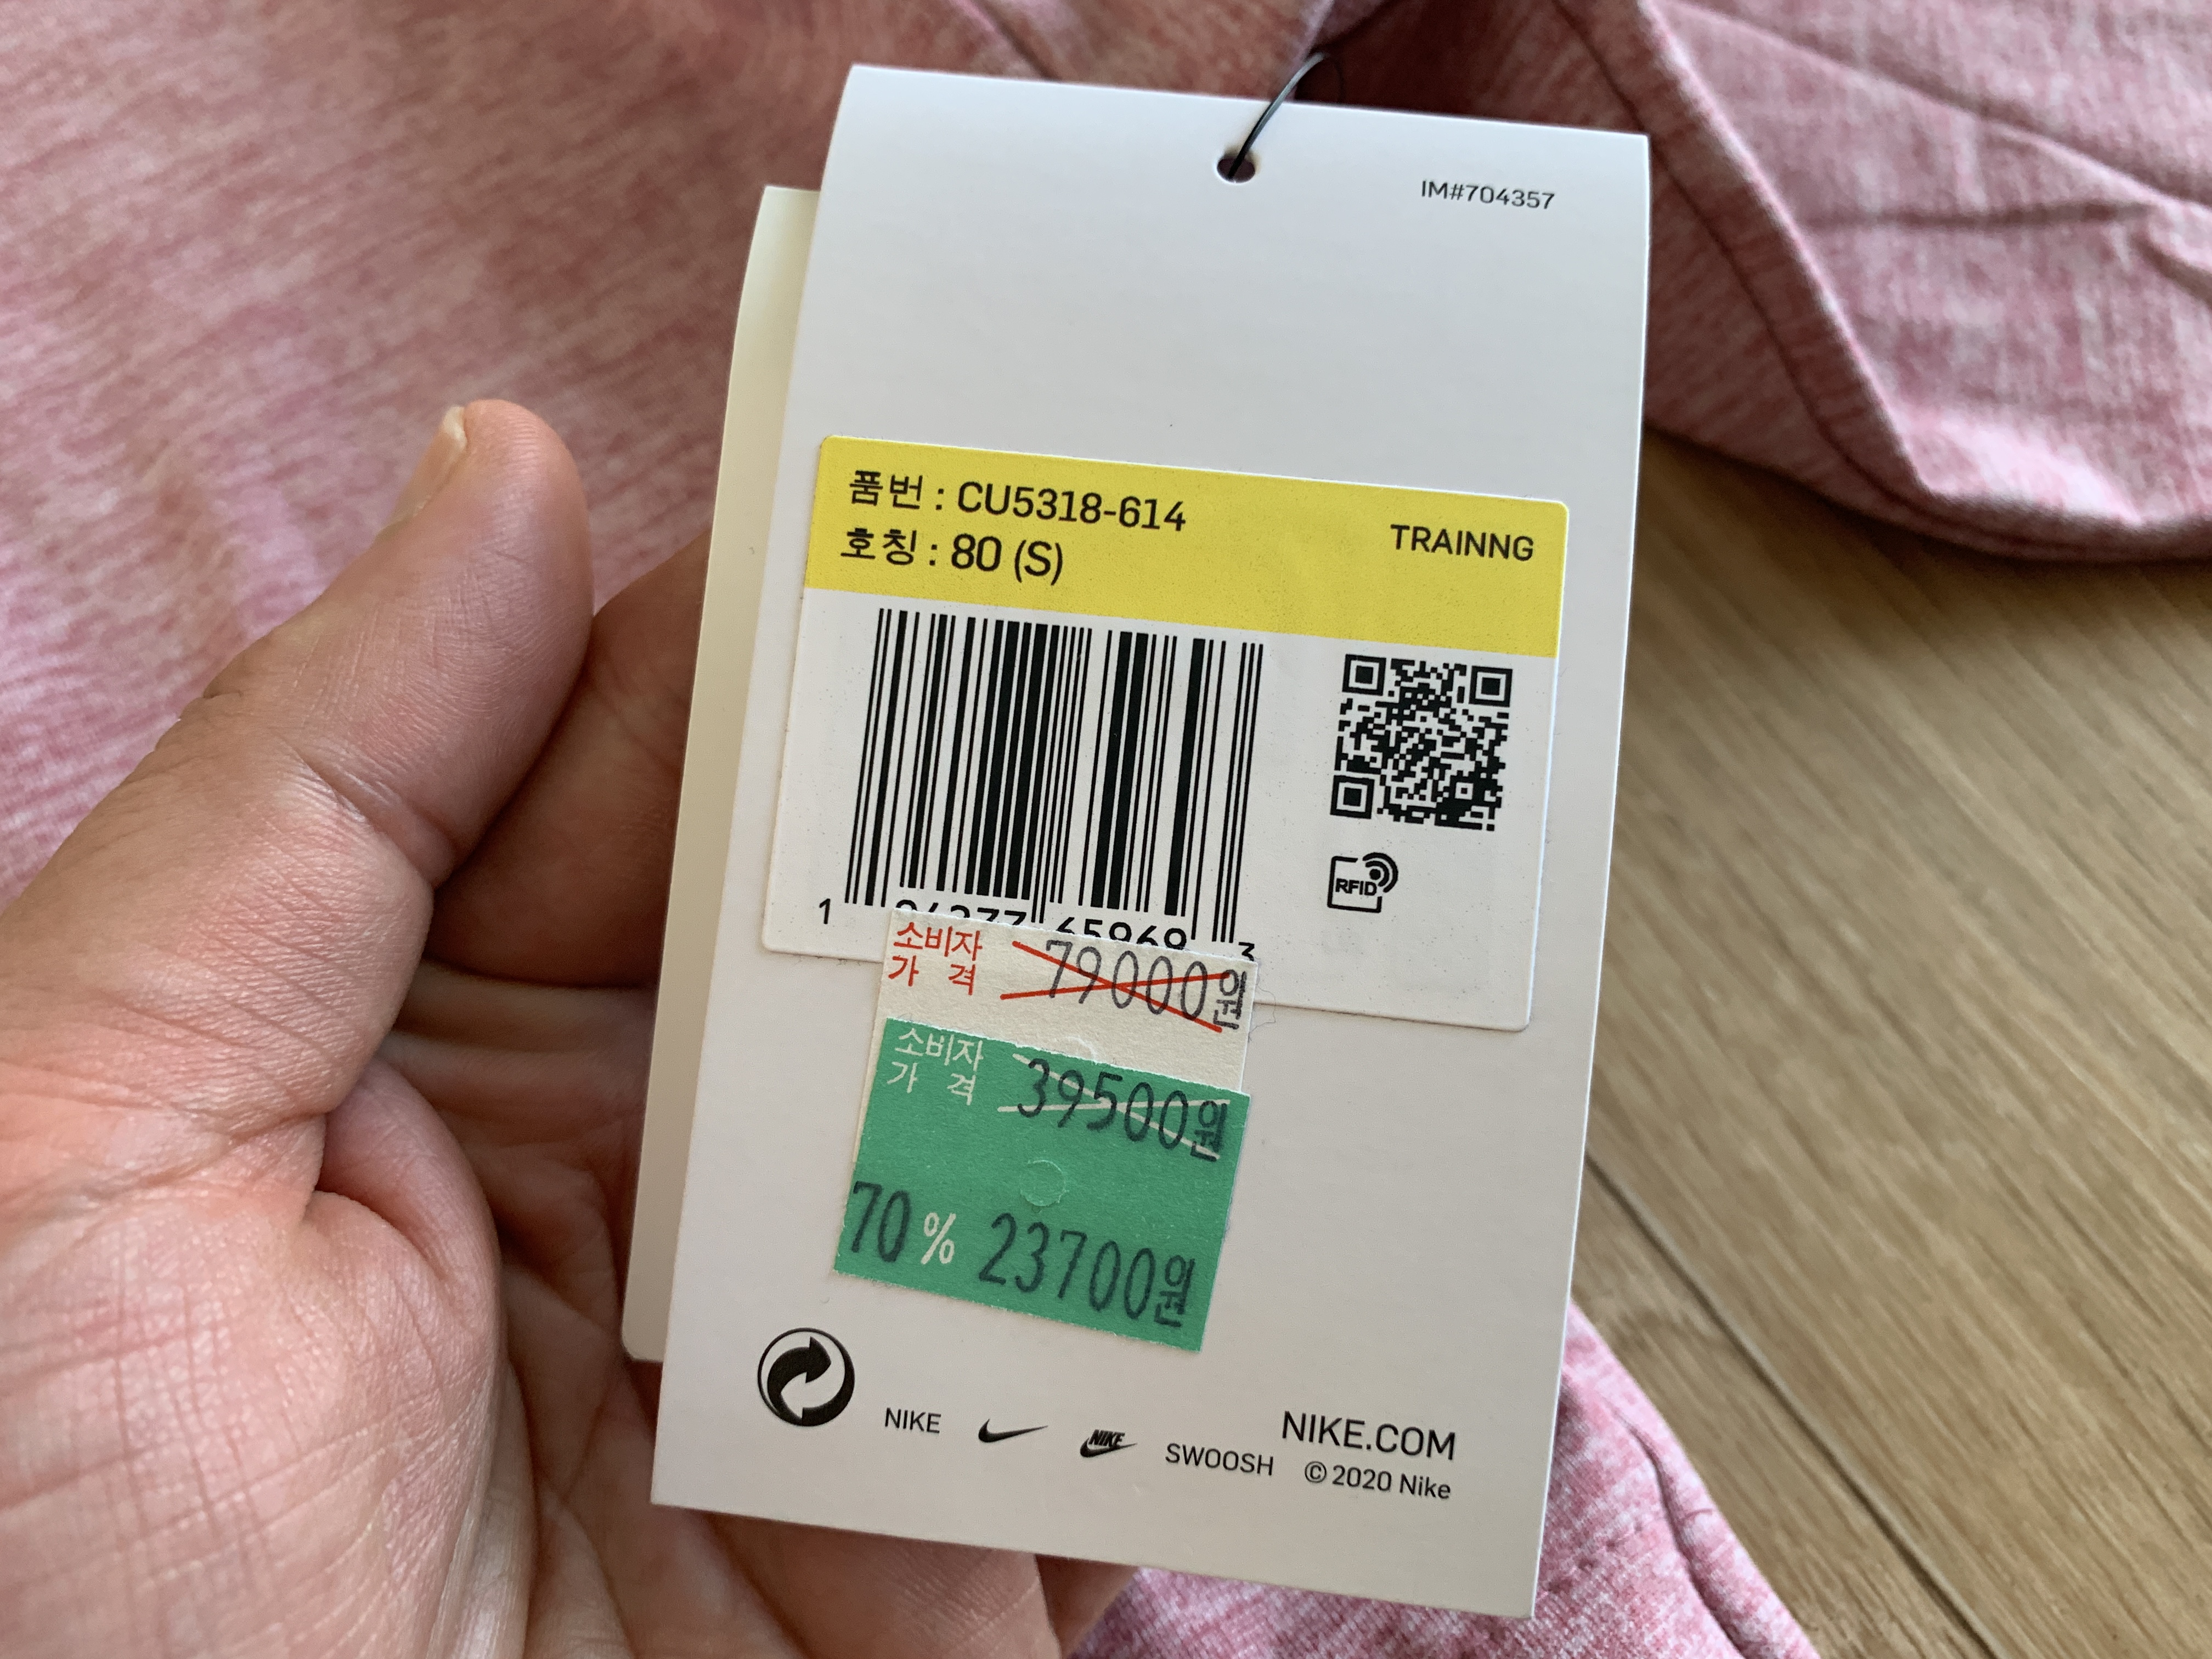 IM#704357
품번 : CU5318-614
호칭 : 80 (S)
TRAINNG
1 65969 3
RFID
소비자
가 격 79000원
소비자
가 격 39500원
70% 23700원
NIKE NIKE SWOOSH
NIKE.COM
© 2020 Nike